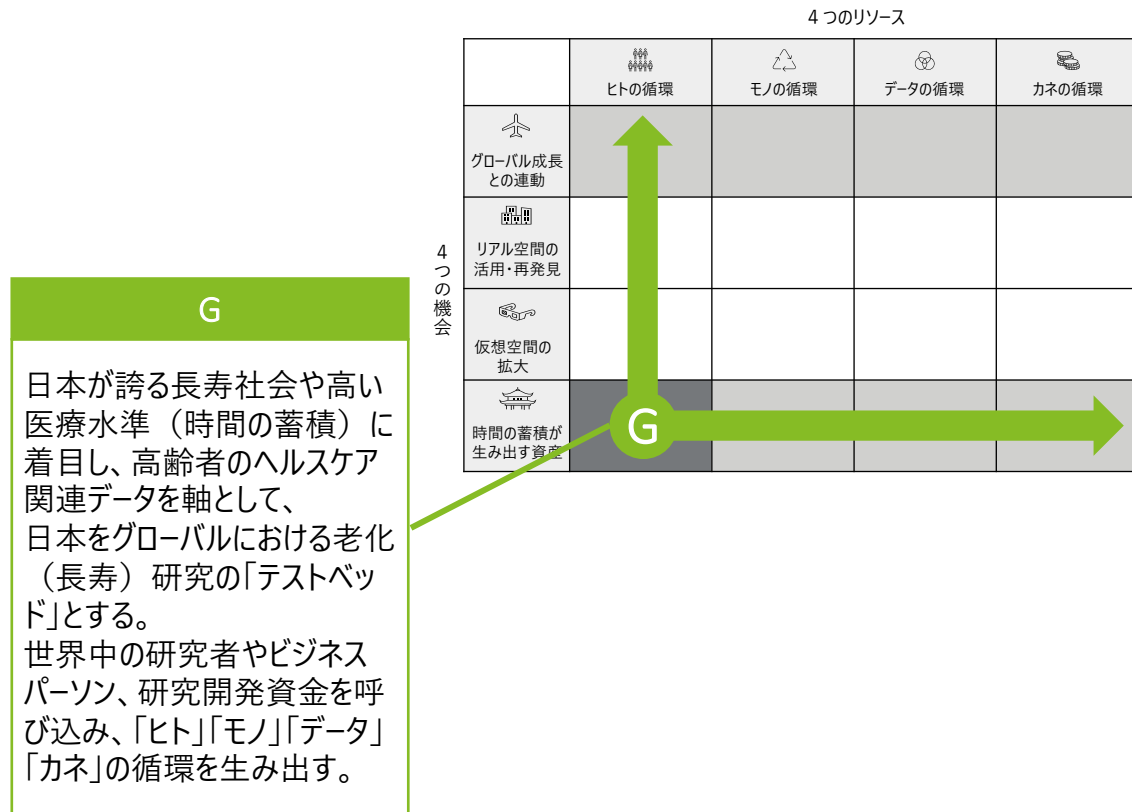 4つのリソース
ヒトの循環
モノの循環
データの循環
カネの循環
4つの機会
グローバル成長
との連動
リアル空間の
活用・再発見
仮想空間の
拡大
時間の蓄積が
生み出す資産
G
G
日本が誇る長寿社会や高い
医療水準（時間の蓄積）に
着目し、高齢者のヘルスケア
関連データを軸として、
日本をグローバルにおける老化
（長寿）研究の「テストベッ
ド」とする。
世界中の研究者やビジネス
パーソン、研究開発資金を呼
び込み、「ヒト」「モノ」「データ」
「カネ」の循環を生み出す。